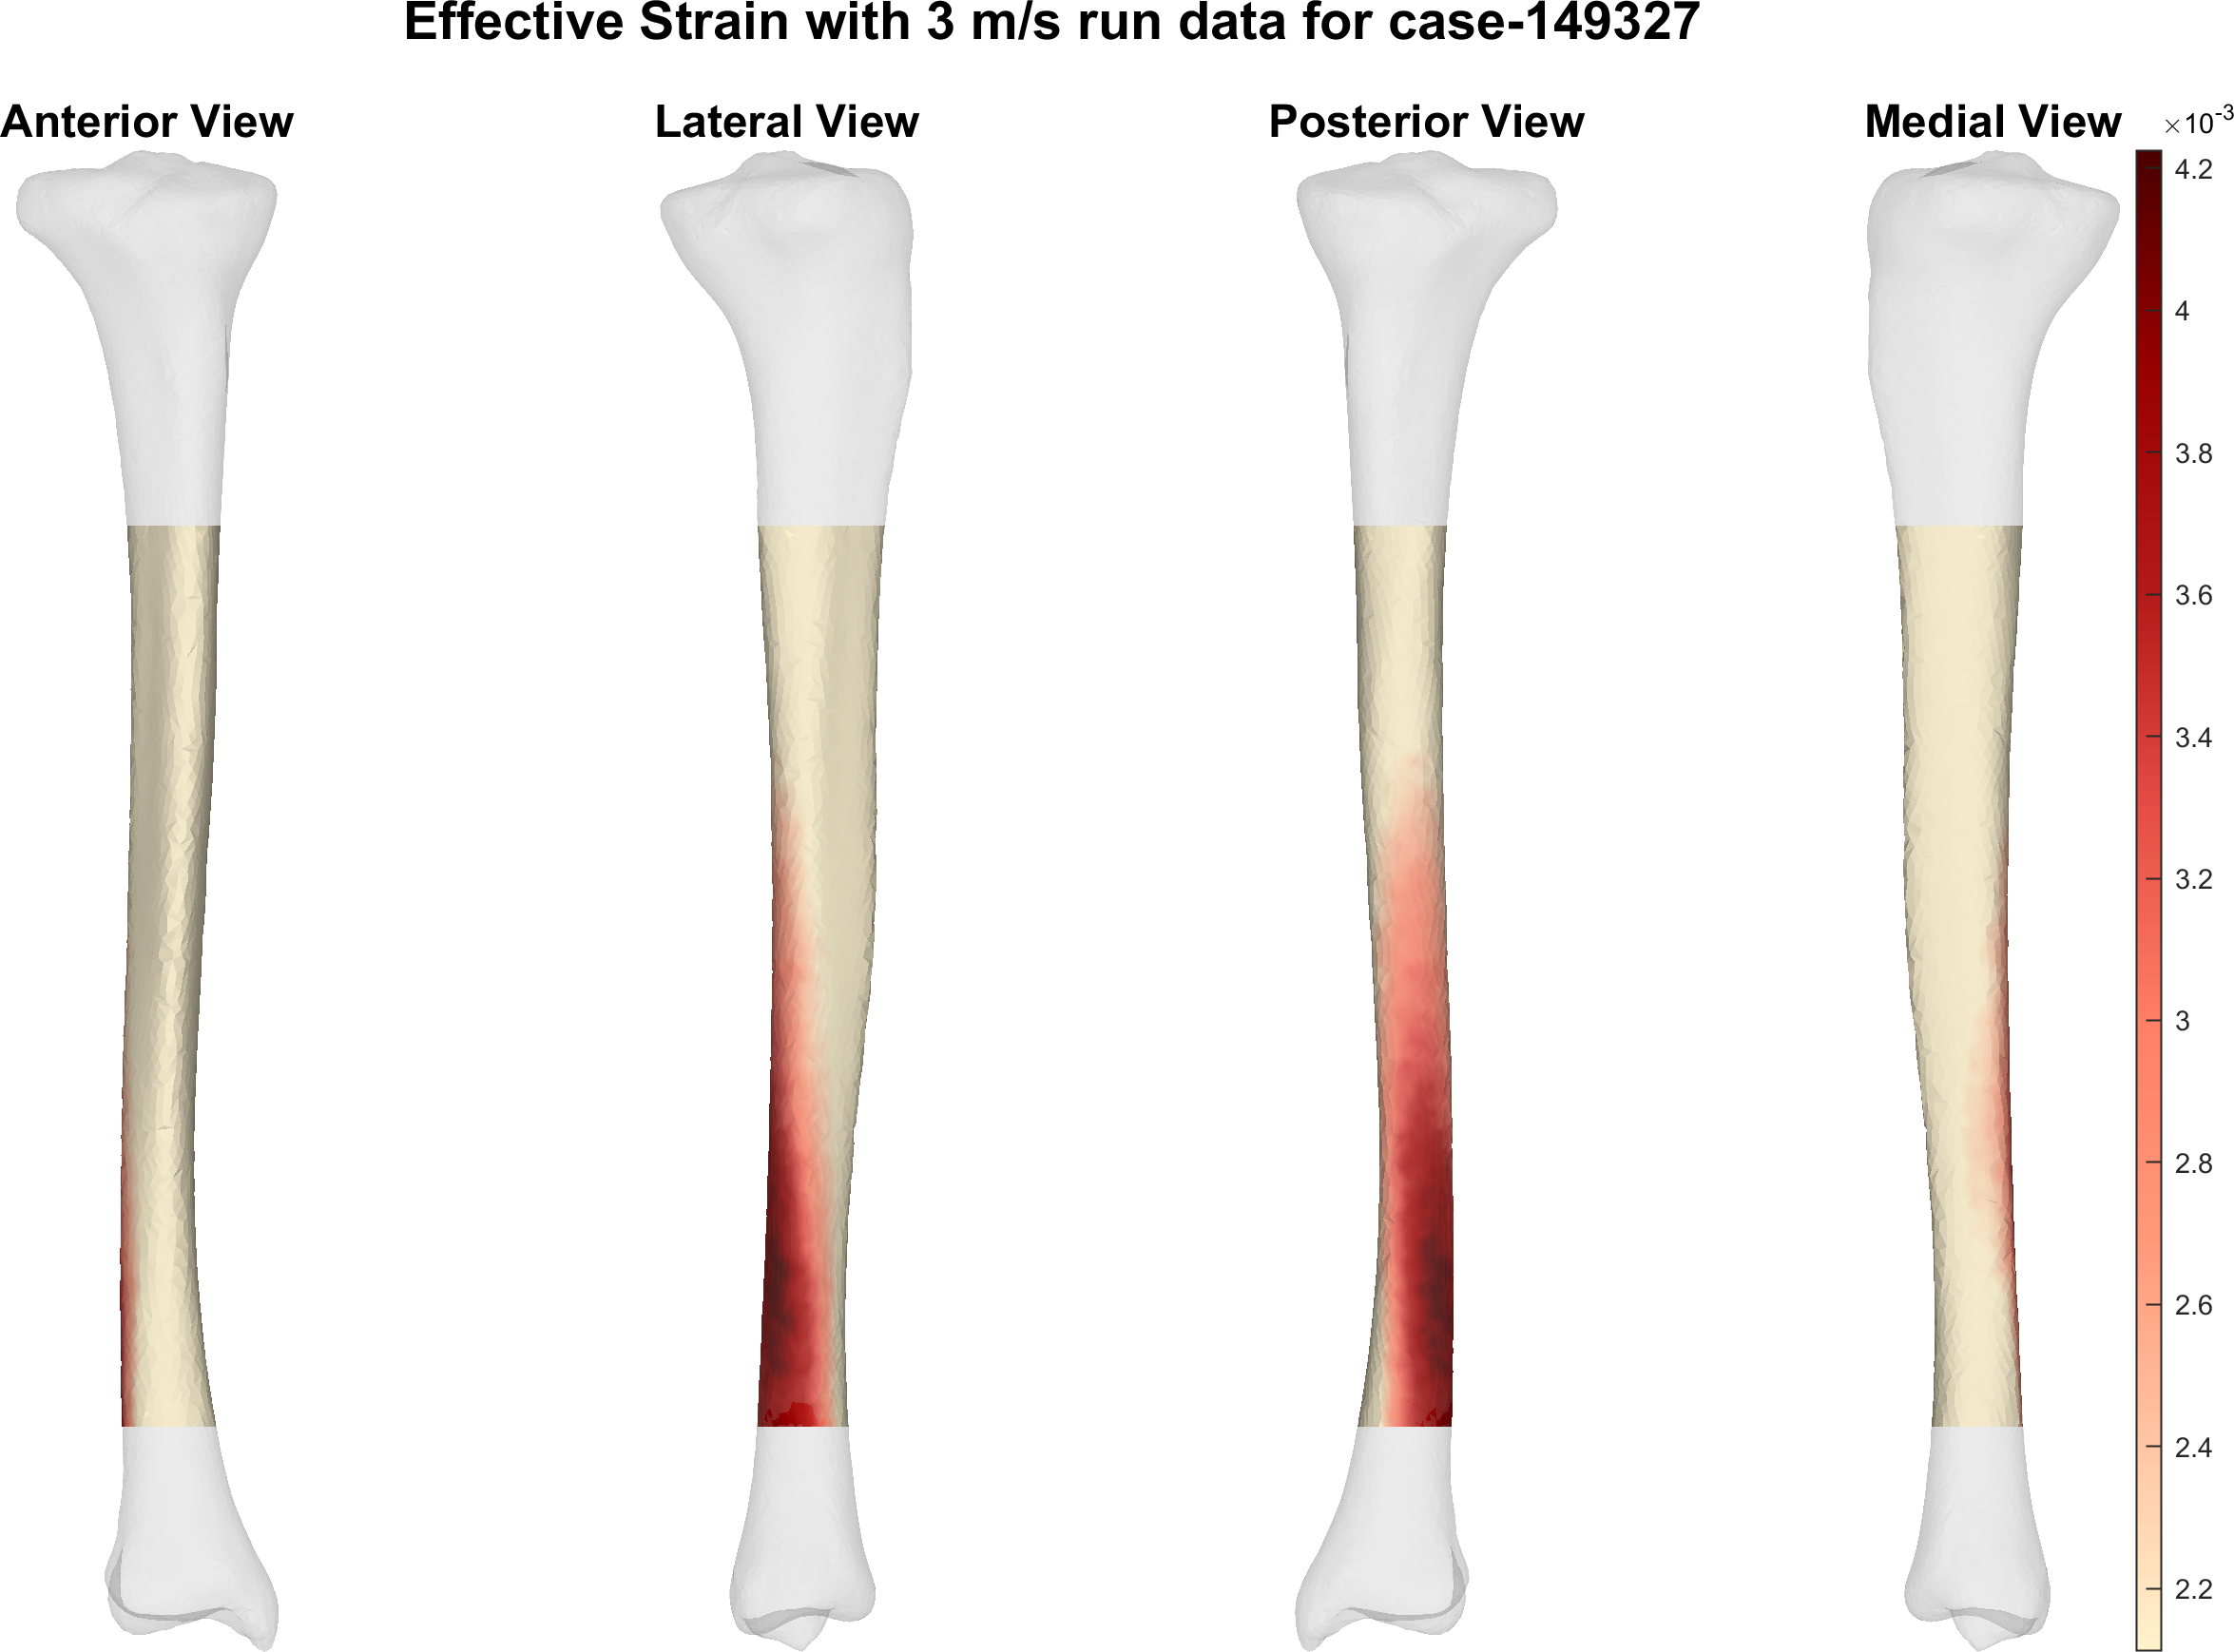 Effective Strain with 3 m/s run data for case-149327
Anterior View
Lateral View
Posterior View
Medial View
×10-3
4.2
4
3.8
3.6
3.4
3.2
3
2.8
2.6
2.4
2.2